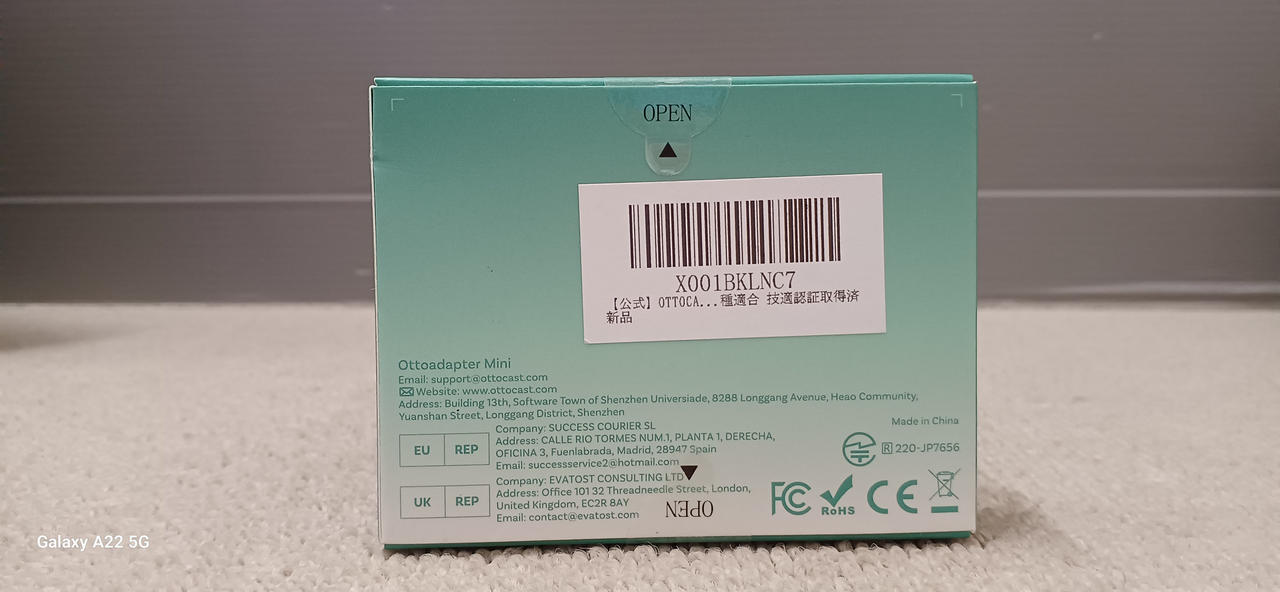 OPEN
X001BKLNC7
【公式】OTTOCA...種適合 技適認証取得済
新品
Ottoadapter Mini
Email: support@ottocast.com
Website: www.ottocast.com
Address: Building 13th, Software Town of Shenzhen Universiade, 8288 Longgang Avenue, Heao Community,
Yuanshan Street, Longgang District, Shenzhen
EU REP
Company: SUCCESS COURIER SL
Address: CALLE RIO TORMES NUM.1, PLANTA 1, DERECHA,
OFICINA 3, Fuenlabrada, Madrid, 28947 Spain
Email: successservice2@hotmail.com
UK REP
Company: EVATOST CONSULTING LTD
Address: Office 101 32 Threadneedle Street, London,
United Kingdom, EC2R 8AY
Email: contact@evatost.com
OPEN
Made in China
R 220-JP7656
FC RoHS CE
Galaxy A22 5G